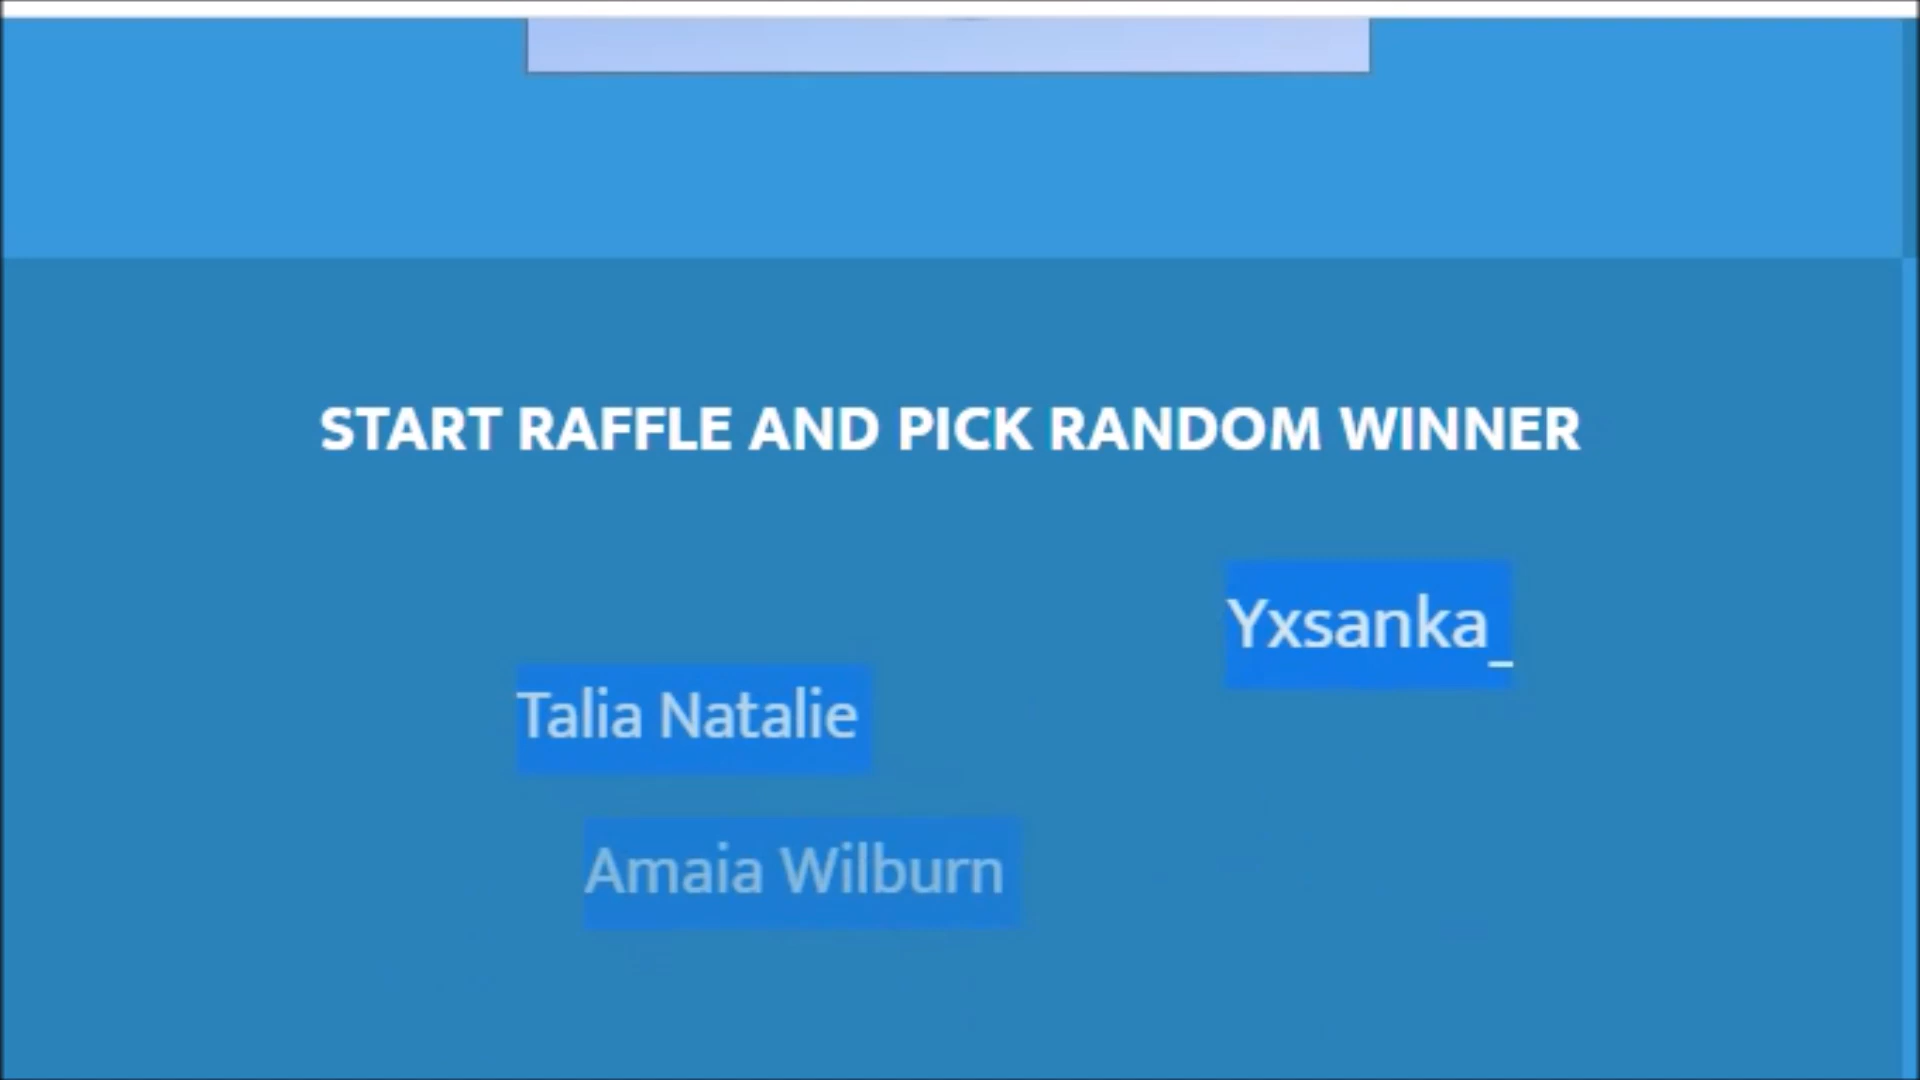 START RAFFLE AND PICK RANDOM WINNER
Yxsanka_
Talia Natalie
Amaia Wilburn